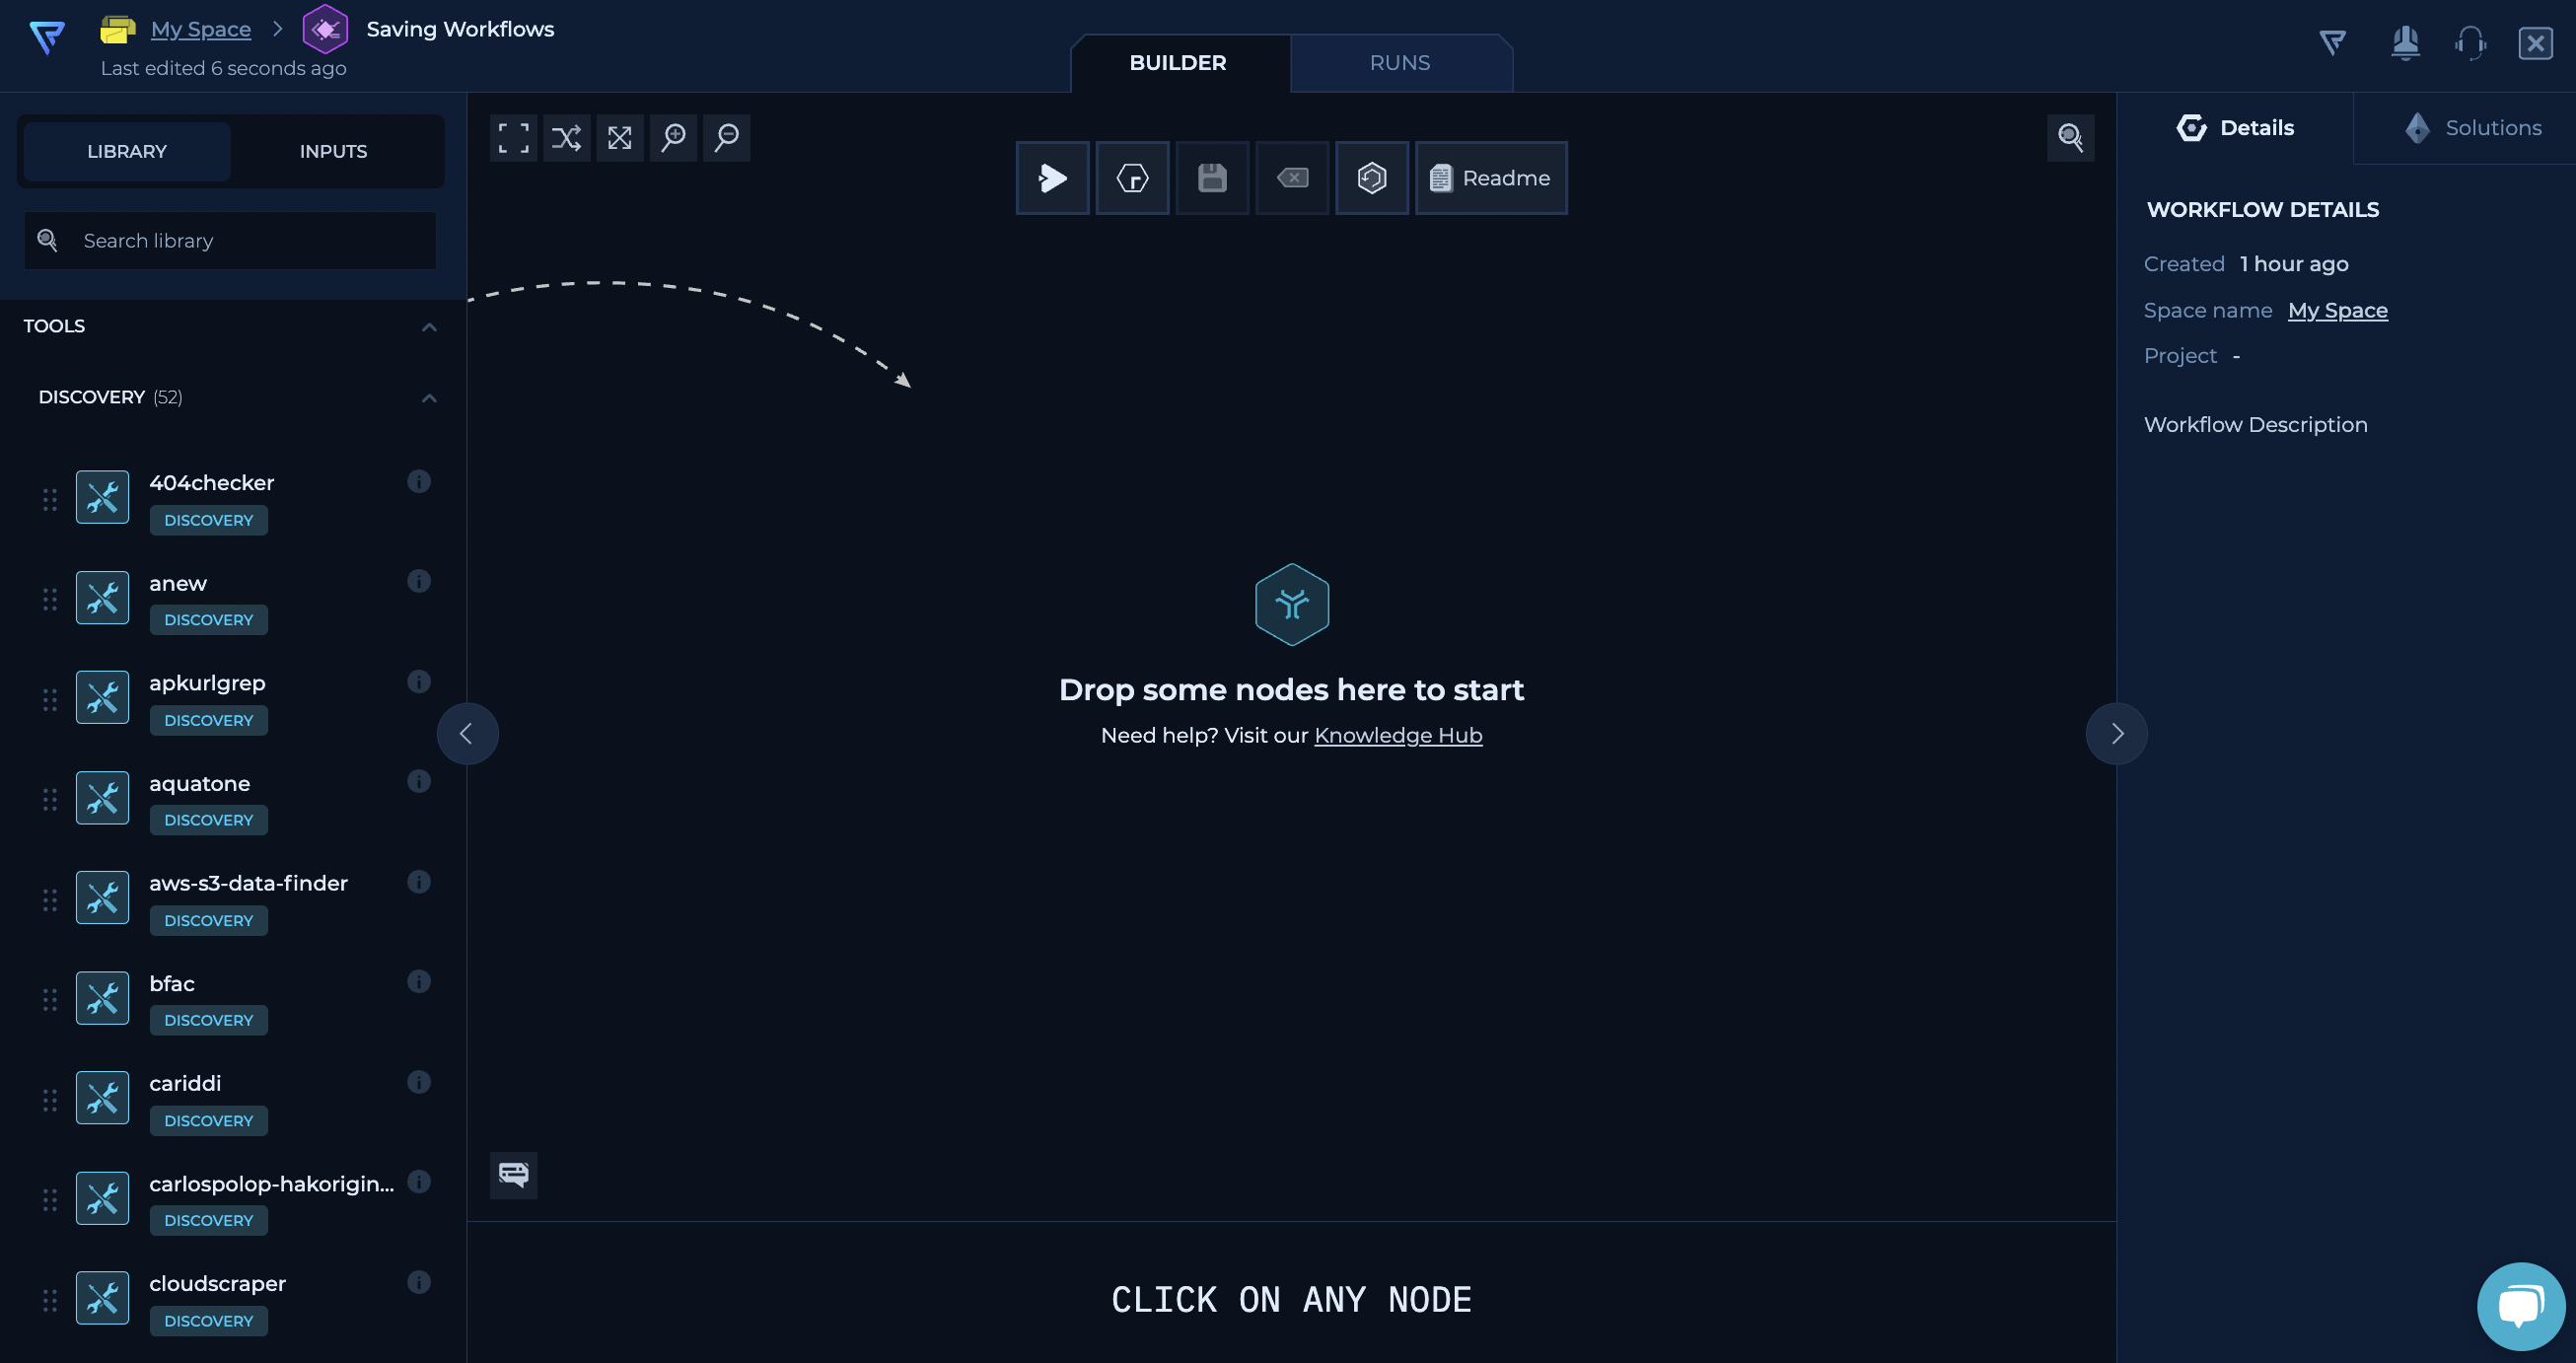 My Space
Saving Workflows
Last edited 6 seconds ago
BUILDER
RUNS
LIBRARY
INPUTS
Search library
TOOLS
DISCOVERY (52)
404checker
DISCOVERY
anew
DISCOVERY
apkurlgrep
DISCOVERY
aquatone
DISCOVERY
aws-s3-data-finder
DISCOVERY
bfac
DISCOVERY
cariddi
DISCOVERY
carlospolop-hakorigin...
DISCOVERY
cloudscraper
DISCOVERY
Readme
Drop some nodes here to start
Need help? Visit our Knowledge Hub
CLICK ON ANY NODE
Details
Solutions
WORKFLOW DETAILS
Created 1 hour ago
Space name My Space
Project -
Workflow Description